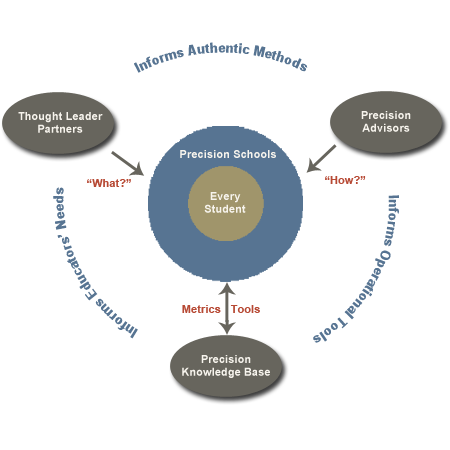 Informs Authentic Methods
Thought Leader
Partners
Precision
Advisors
Precision Schools
"What?"
"How?"
Every
Student
Informs Educators' Needs
Informs Operational Tools
Metrics Tools
Precision
Knowledge Base